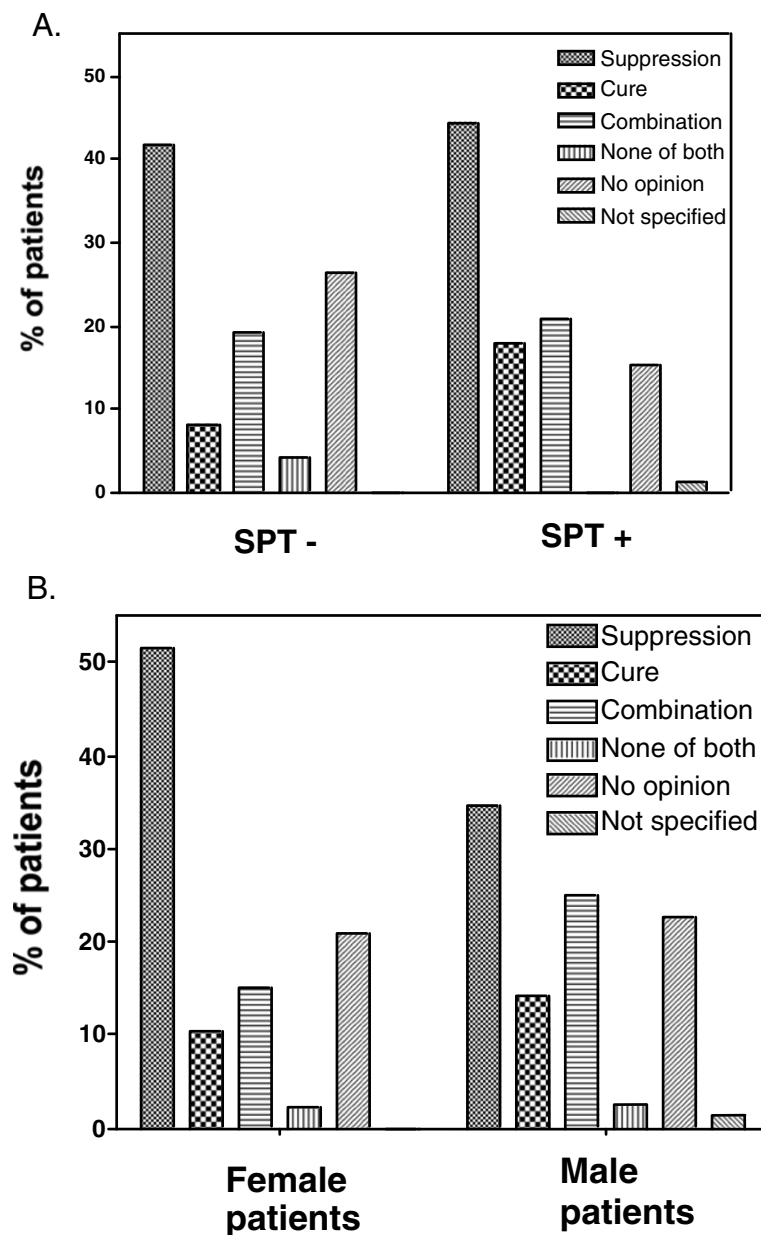 A.
% of patients
50
40
30
20
10
0
Suppression
Cure
Combination
None of both
No opinion
Not specified
SPT -
SPT +
B.
% of patients
50
40
30
20
10
0
Suppression
Cure
Combination
None of both
No opinion
Not specified
Female
patients
Male
patients